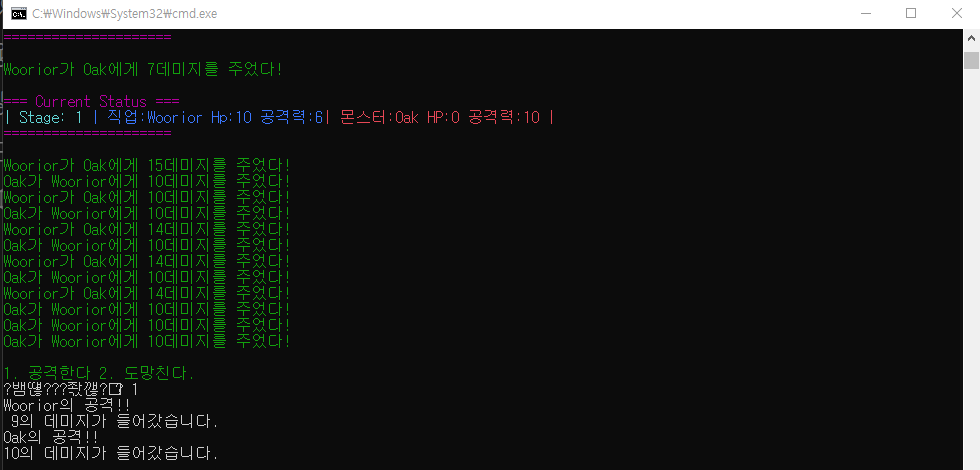 C:\Windows\System32\cmd.exe
=====================
Woorior가 Oak에게 7데미지를 주었다!
=== Current Status ===
| Stage: 1 | 직업:Woorior Hp:10 공격력:6| 몬스터:Oak HP:0 공격력:10 |
=====================
Woorior가 Oak에게 15데미지를 주었다!
Oak가 Woorior에게 10데미지를 주었다!
Woorior가 Oak에게 10데미지를 주었다!
Oak가 Woorior에게 10데미지를 주었다!
Woorior가 Oak에게 14데미지를 주었다!
Oak가 Woorior에게 10데미지를 주었다!
Woorior가 Oak에게 14데미지를 주었다!
Oak가 Woorior에게 10데미지를 주었다!
Woorior가 Oak에게 14데미지를 주었다!
Oak가 Woorior에게 10데미지를 주었다!
Oak가 Woorior에게 10데미지를 주었다!
Oak가 Woorior에게 10데미지를 주었다!
1. 공격한다 2. 도망친다.
1
Woorior의 공격!!
9의 데미지가 들어갔습니다.
Oak의 공격!!
10의 데미지가 들어갔습니다.